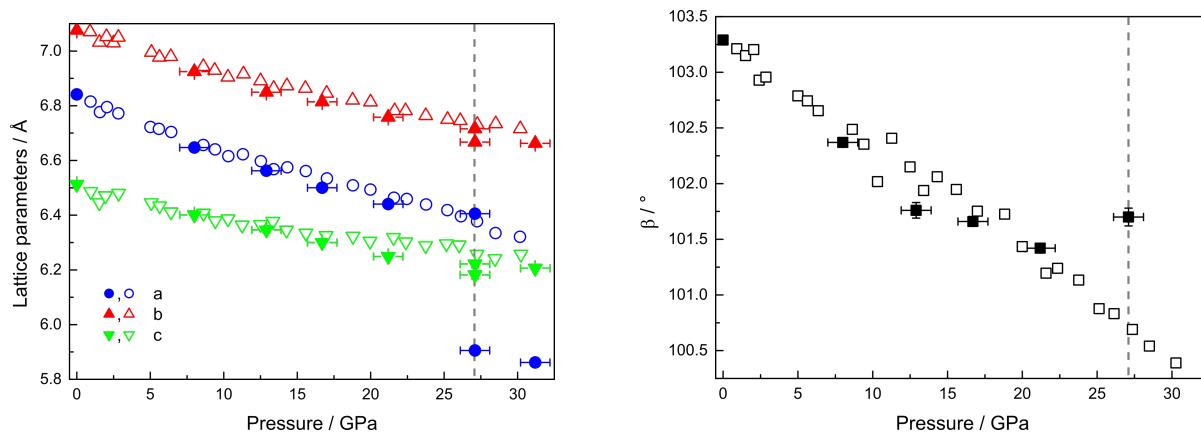 7.0
6.8
6.6
6.4
6.2
6.0
5.8
Lattice parameters / Å
, a
, b
, c
0 5 10 15 20 25 30
Pressure / GPa
103.5
103.0
102.5
102.0
101.5
101.0
100.5
β / °
0 5 10 15 20 25 30
Pressure / GPa